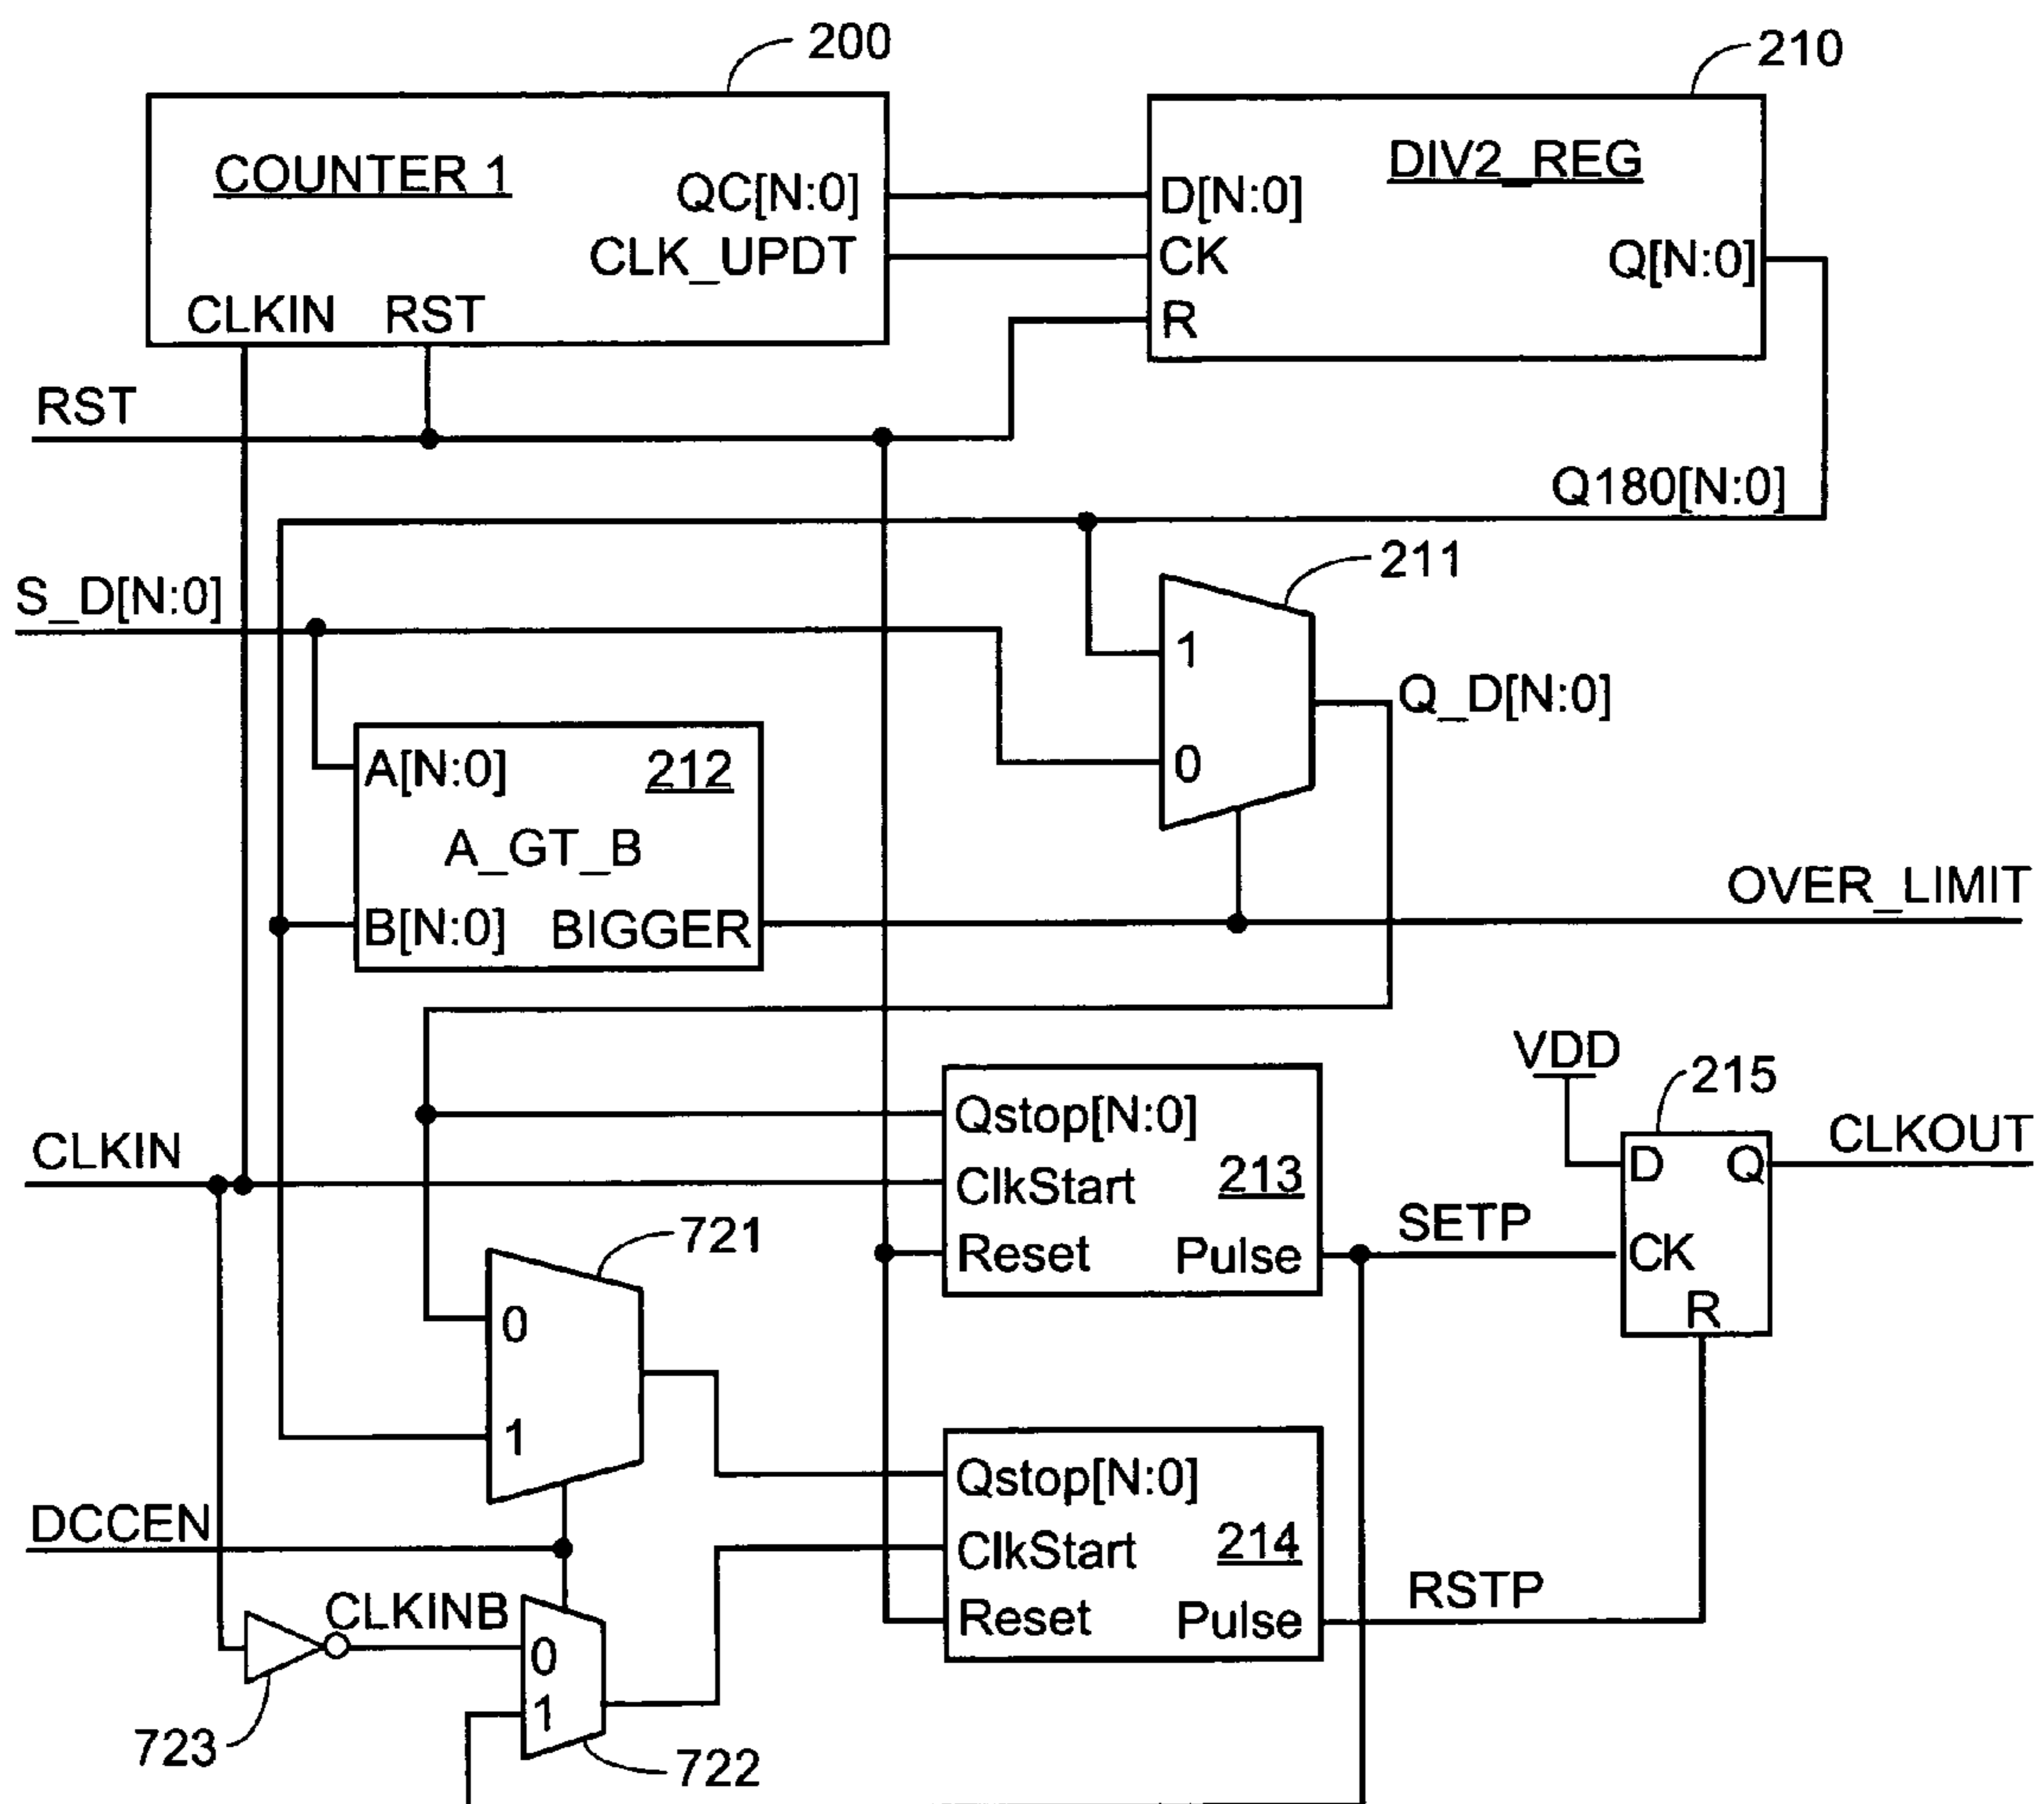 200
210
COUNTER 1
QC[N:0]
CLK_UPDT
CLKIN RST
DIV2_REG
D[N:0]
CK
R
Q[N:0]
RST
Q180[N:0]
211
S_D[N:0]
1
0
Q_D[N:0]
A[N:0] 212
A_GT_B
B[N:0] BIGGER
OVER_LIMIT
VDD
215
CLKIN
Qstop[N:0]
ClkStart 213
Reset Pulse
SETP
D Q
CK
R
CLKOUT
721
0
1
DCCEN
Qstop[N:0]
ClkStart 214
Reset Pulse
RSTP
CLKINB
0
1
723
722